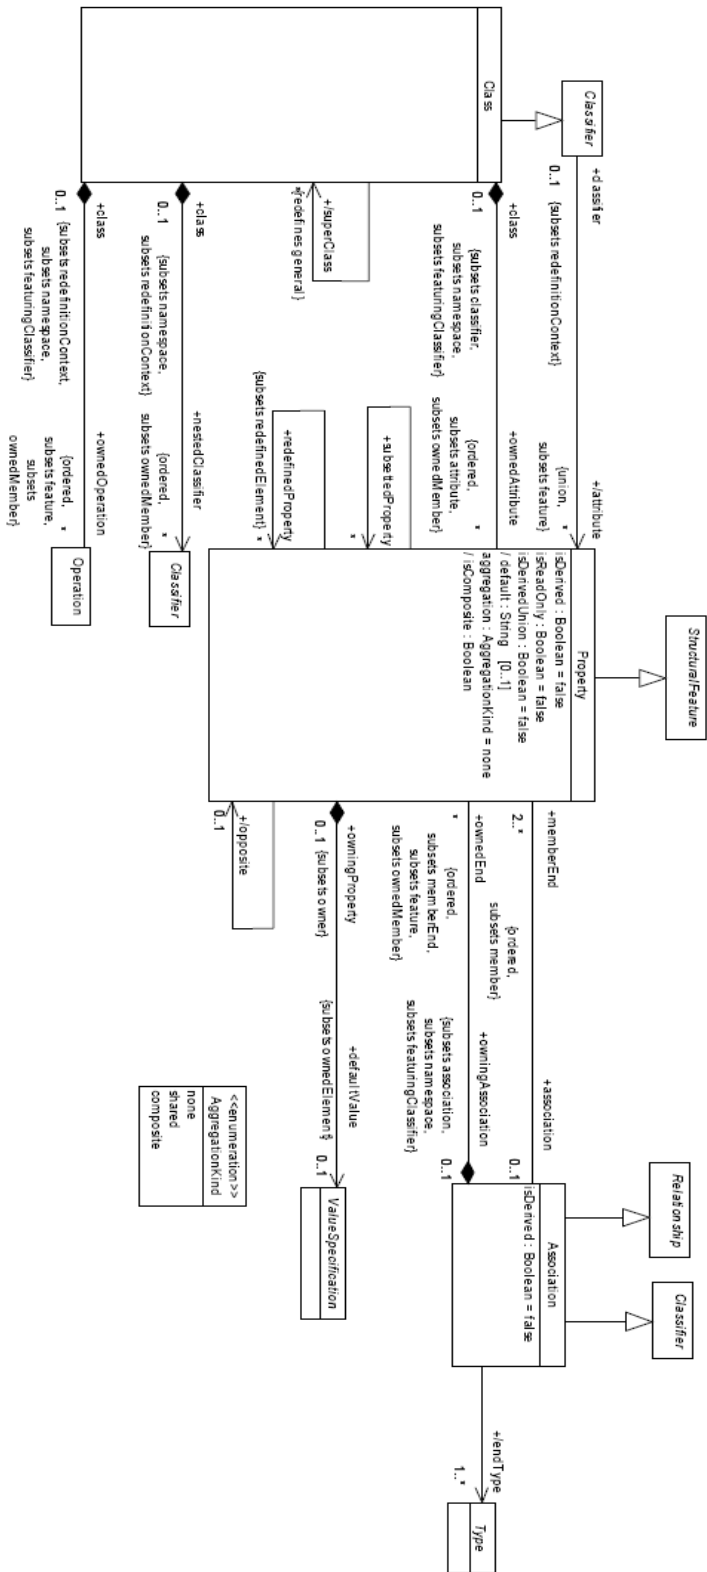 Classifier
+classifier
0..1
{subsets redefinitionContext}
+/attribute
{union,
subsets feature}
*
StructuralFeature
Class
+class
0..1
{subsets classifier,
subsets namespace,
subsets featuringClassifier}
+ownedAttribute
{ordered,
subsets attribute,
subsets ownedMember}
*
+/superClass
*
{redefines general}
+subsettedProperty
*
+redefinedProperty
{subsets redefinedElement}
*
+class
0..1
{subsets namespace,
subsets redefinitionContext}
+nestedClassifier
{ordered,
subsets ownedMember}
*
Classifier
+class
0..1
{subsets redefinitionContext,
subsets namespace,
subsets featuringClassifier}
+ownedOperation
{ordered,
subsets feature,
subsets
ownedMember}
*
Operation
Property
isDerived : Boolean = false
isReadOnly : Boolean = false
isDerivedUnion : Boolean = false
/ default : String [0..1]
aggregation : AggregationKind = none
/ isComposite : Boolean
+memberEnd
2..*
{ordered,
subsets member}
+association
0..1
+ownedEnd
*
{ordered,
subsets memberEnd,
subsets feature,
subsets ownedMember}
+owningAssociation
{subsets association,
subsets namespace,
subsets featuringClassifier}
0..1
+owningProperty
0..1
{subsets owner}
+defaultValue
{subsets ownedElement}
0..1
+/opposite
0..1
ValueSpecification
<<enumeration>>
AggregationKind
none
shared
composite
Relationship
Classifier
Association
isDerived : Boolean = false
+/endType
1..*
Type